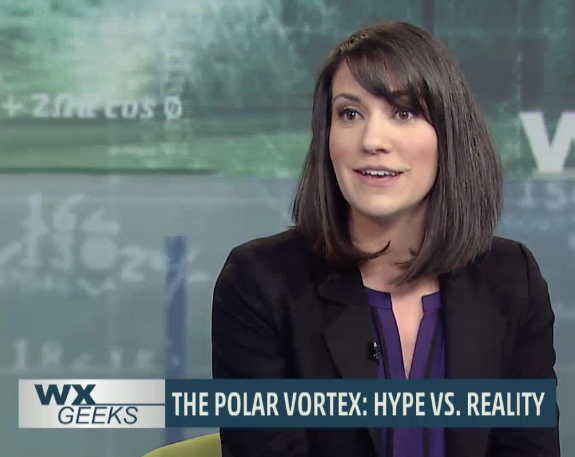 + 2Ωu cos Ø
W
WX
GEEKS
THE POLAR VORTEX: HYPE VS. REALITY